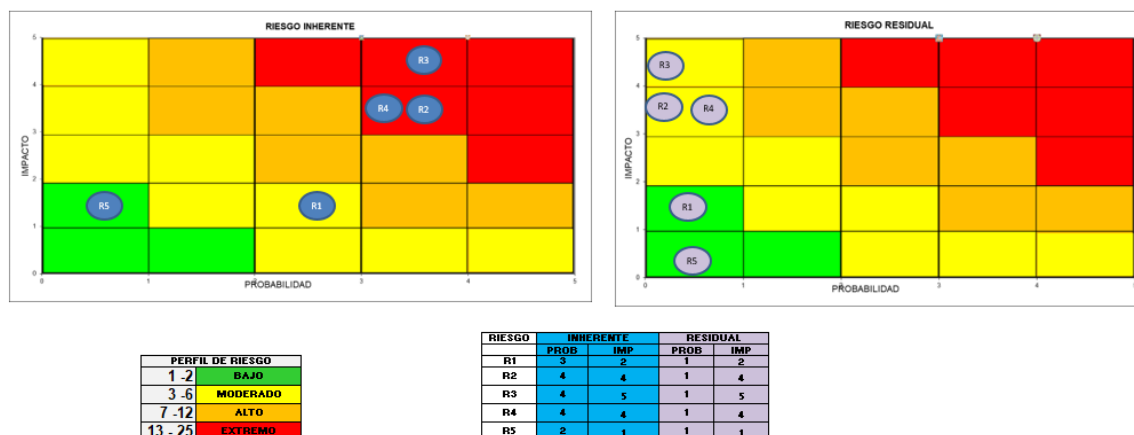 RIESGO INHERENTE
5
R3
4
R4 R2
3
IMPACTO
2
R5 R1
1
0
0 1 2 3 4 5
PROBABILIDAD
RIESGO RESIDUAL
5
R3
4
R2 R4
3
IMPACTO
2
R1
1
R5
0
0 1 2 3 4
PROBABILIDAD
PERFIL DE RIESGO
1 -2 BAJO
3 -6 MODERADO
7 -12 ALTO
13 - 25 EXTREMO
RIESGO INHERENTE RESIDUAL
PROB IMP PROB IMP
R1 3 2 1 2
R2 4 4 1 4
R3 4 5 1 5
R4 4 4 1 4
R5 2 1 1 1